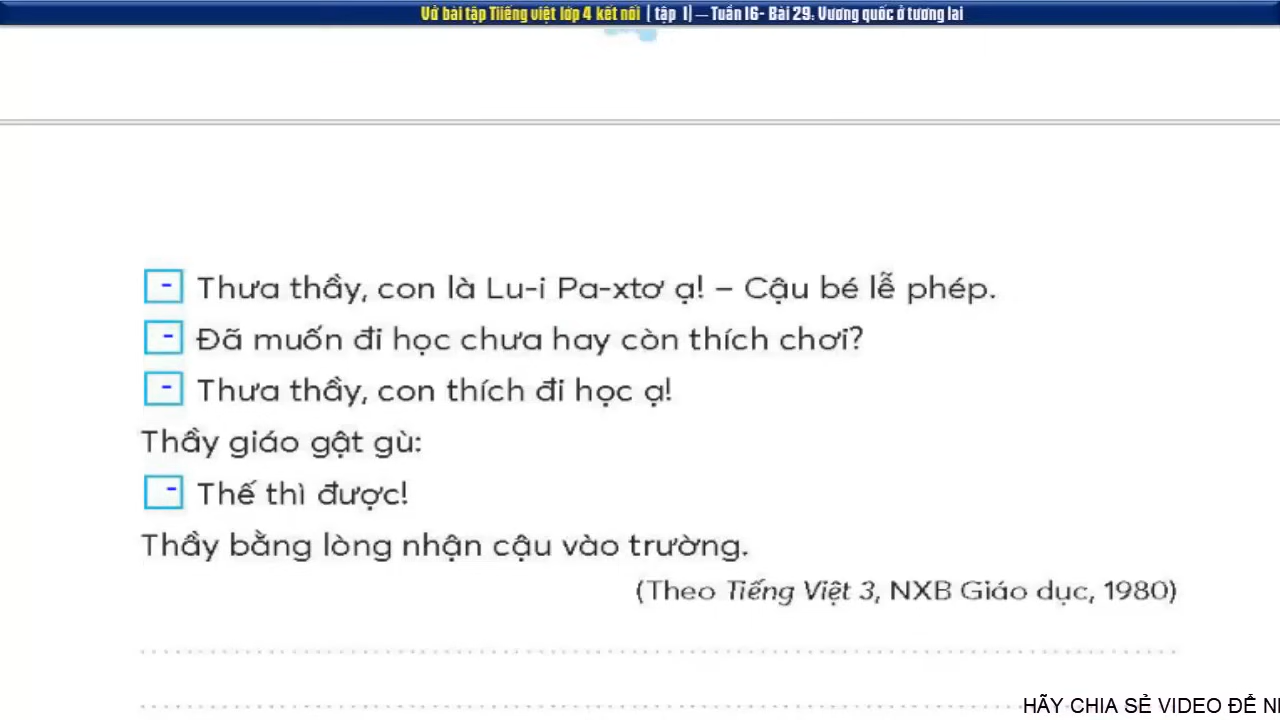 Vở bài tập Tiiếng việt lớp 4 kết nối ( tập 1) – Tuần 16- Bài 29: Vương quốc ở tương lai
- Thưa thầy, con là Lu-i Pa-xtơ ạ! – Cậu bé lễ phép.
- Đã muốn đi học chưa hay còn thích chơi?
- Thưa thầy, con thích đi học ạ!
Thầy giáo gật gù:
- Thế thì được!
Thầy bằng lòng nhận cậu vào trường.
(Theo Tiếng Việt 3, NXB Giáo dục, 1980)
HÃY CHIA SẺ VIDEO ĐỂ